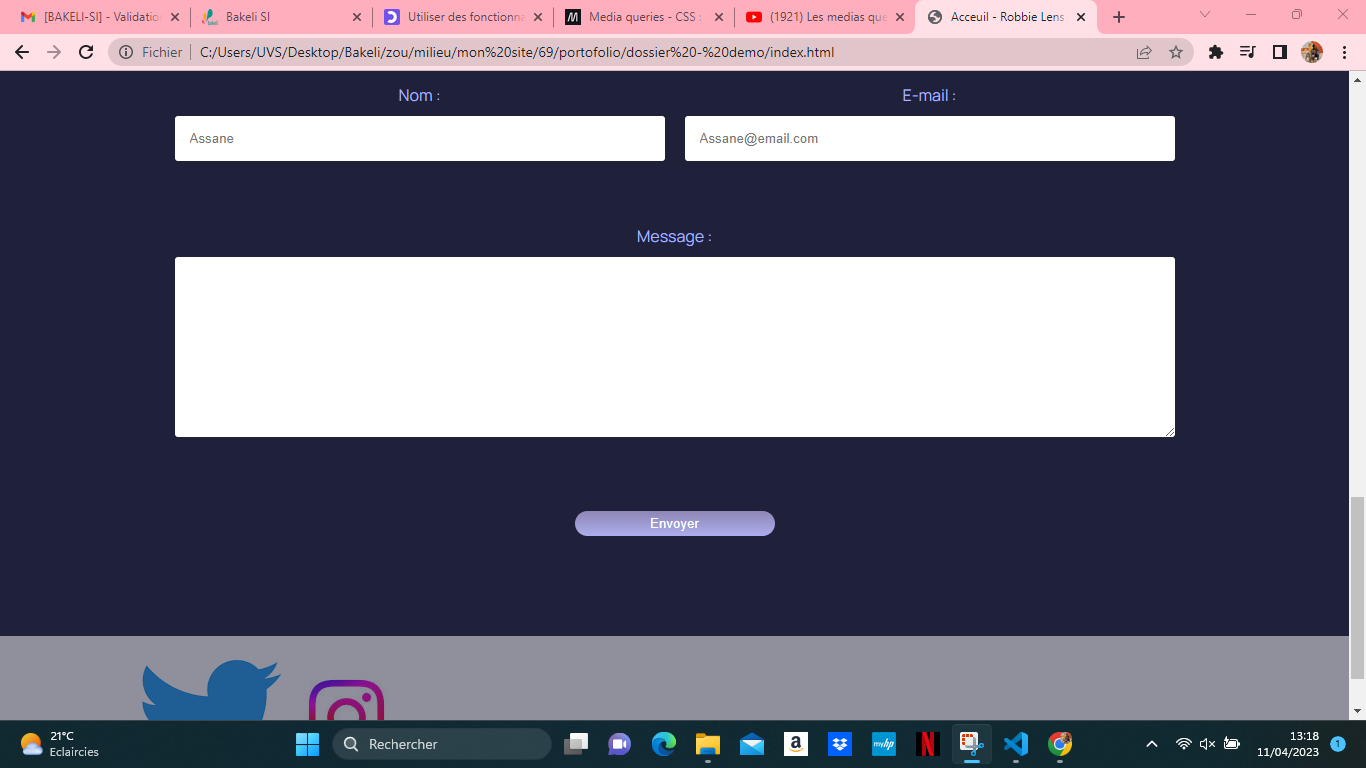 [BAKELI-SI] - Validatio
Bakeli SI
Utiliser des fonctionna
Media queries - CSS :
(1921) Les medias que
Acceuil - Robbie Lens
Fichier
C:/Users/UVS/Desktop/Bakeli/zou/milieu/mon%20site/69/portofolio/dossier%20-%20demo/index.html
Nom :
E-mail :
Assane
Assane@email.com
Message :
Envoyer
21°C
Eclaircies
Rechercher
a
myhp
N
13:18
11/04/2023
1